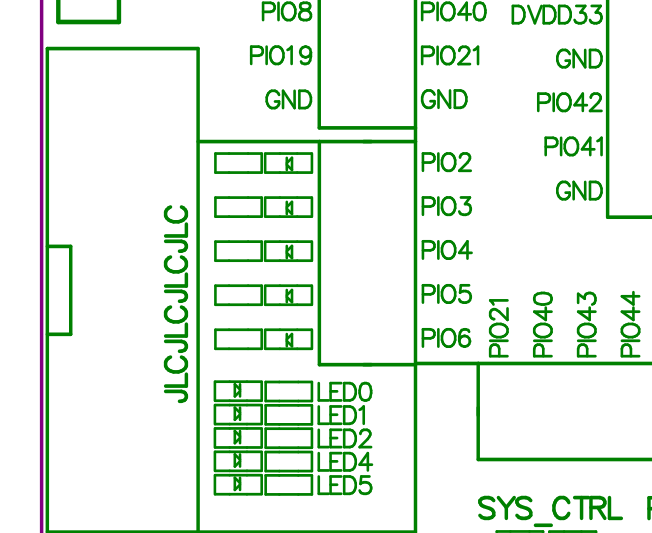 PIO8
PIO40
DVDD33
PIO19
PIO21
GND
GND
GND
PIO42
PIO41
PIO2
GND
PIO3
PIO4
PIO5
PIO6
PIO21
PIO40
PIO43
PIO44
JLCJLCJLCJLC
LED0
LED1
LED2
LED4
LED5
SYS_CTRL